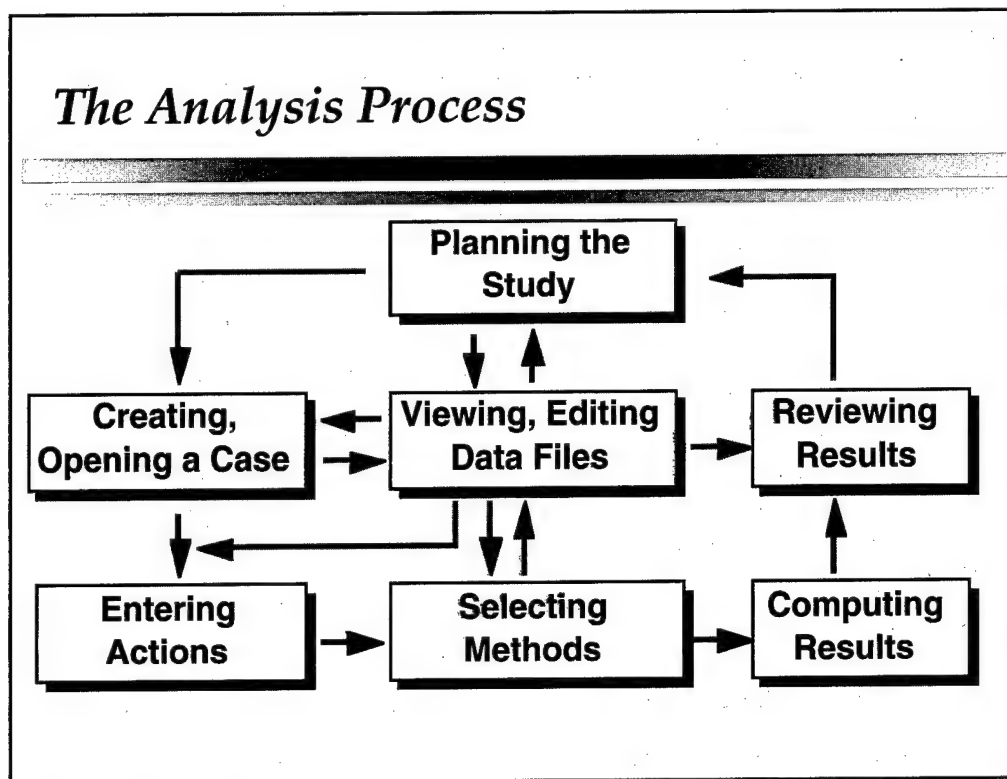 The Analysis Process
Planning the
Study
Creating,
Opening a Case
Viewing, Editing
Data Files
Reviewing
Results
Entering
Actions
Selecting
Methods
Computing
Results